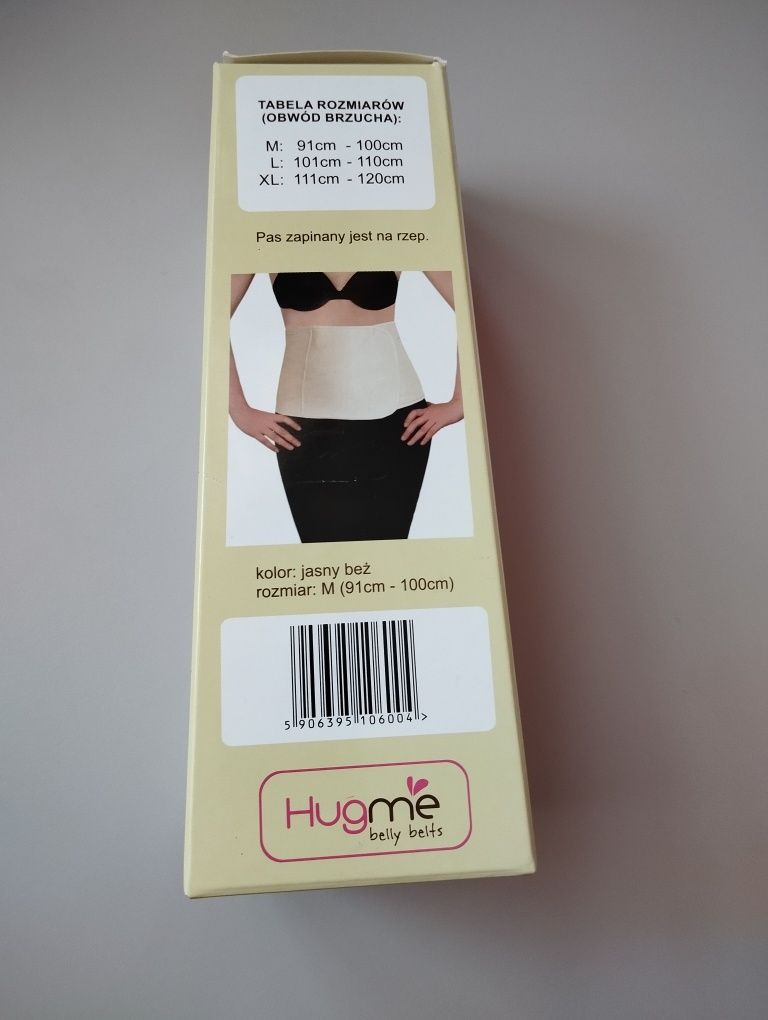 TABELA ROZMIARÓW
(OBWÓD BRZUCHA):
M: 91cm - 100cm
L: 101cm - 110cm
XL: 111cm - 120cm
Pas zapinany jest na rzep.
kolor: jasny beż
rozmiar: M (91cm - 100cm)
5 906395 106004 >
Hugme
belly belts